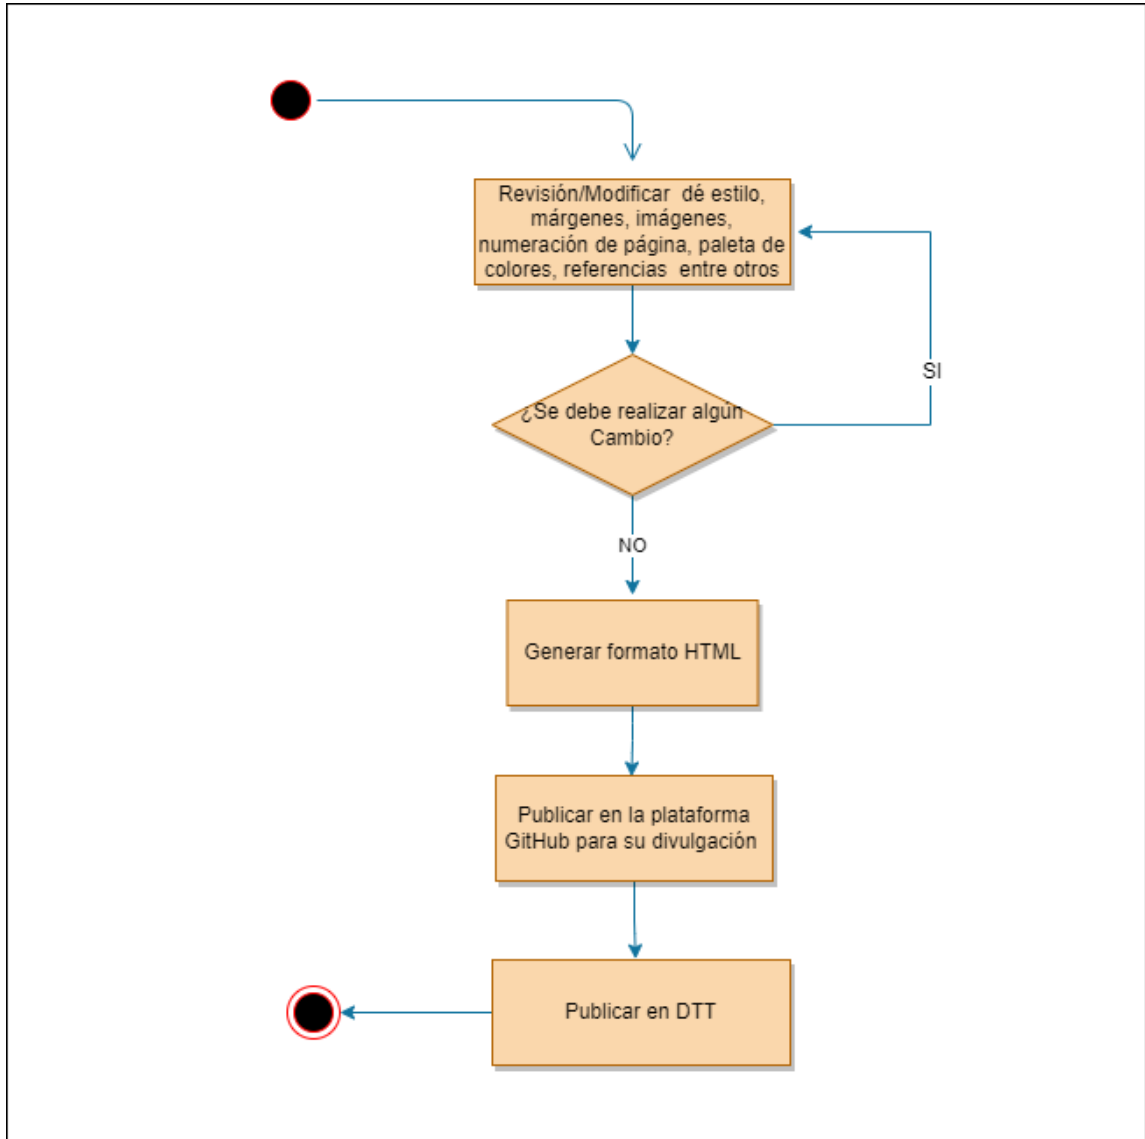 Revisión/Modificar  dé estilo,
márgenes, imágenes,
numeración de página, paleta de
colores, referencias  entre otros
¿Se debe realizar algún
Cambio?
SI
NO
Generar formato HTML
Publicar en la plataforma
GitHub para su divulgación
Publicar en DTT